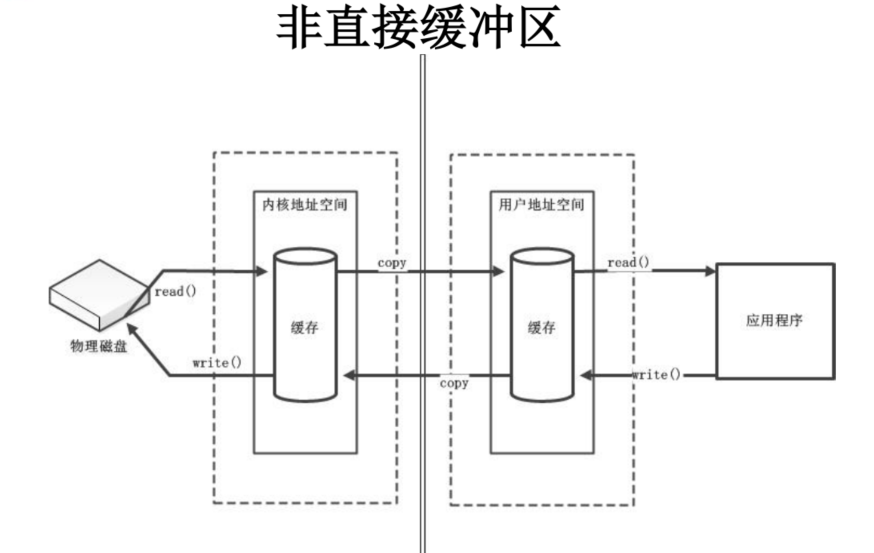 非直接缓冲区
内核地址空间
用户地址空间
copy
read()
read()
缓存
缓存
应用程序
物理磁盘
write()
copy
write()